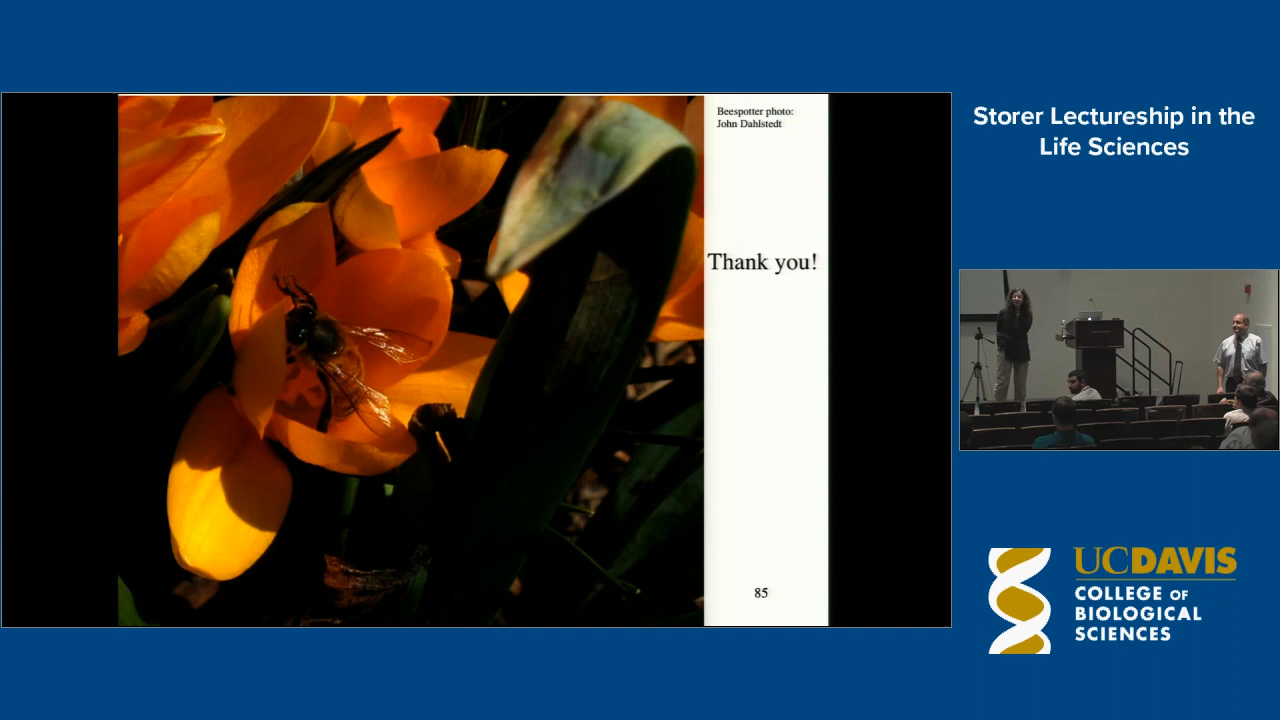 Beespotter photo:
John Dahlstedt
Thank you!
85
Storer Lectureship in the
Life Sciences
UCDAVIS
COLLEGE OF
BIOLOGICAL
SCIENCES